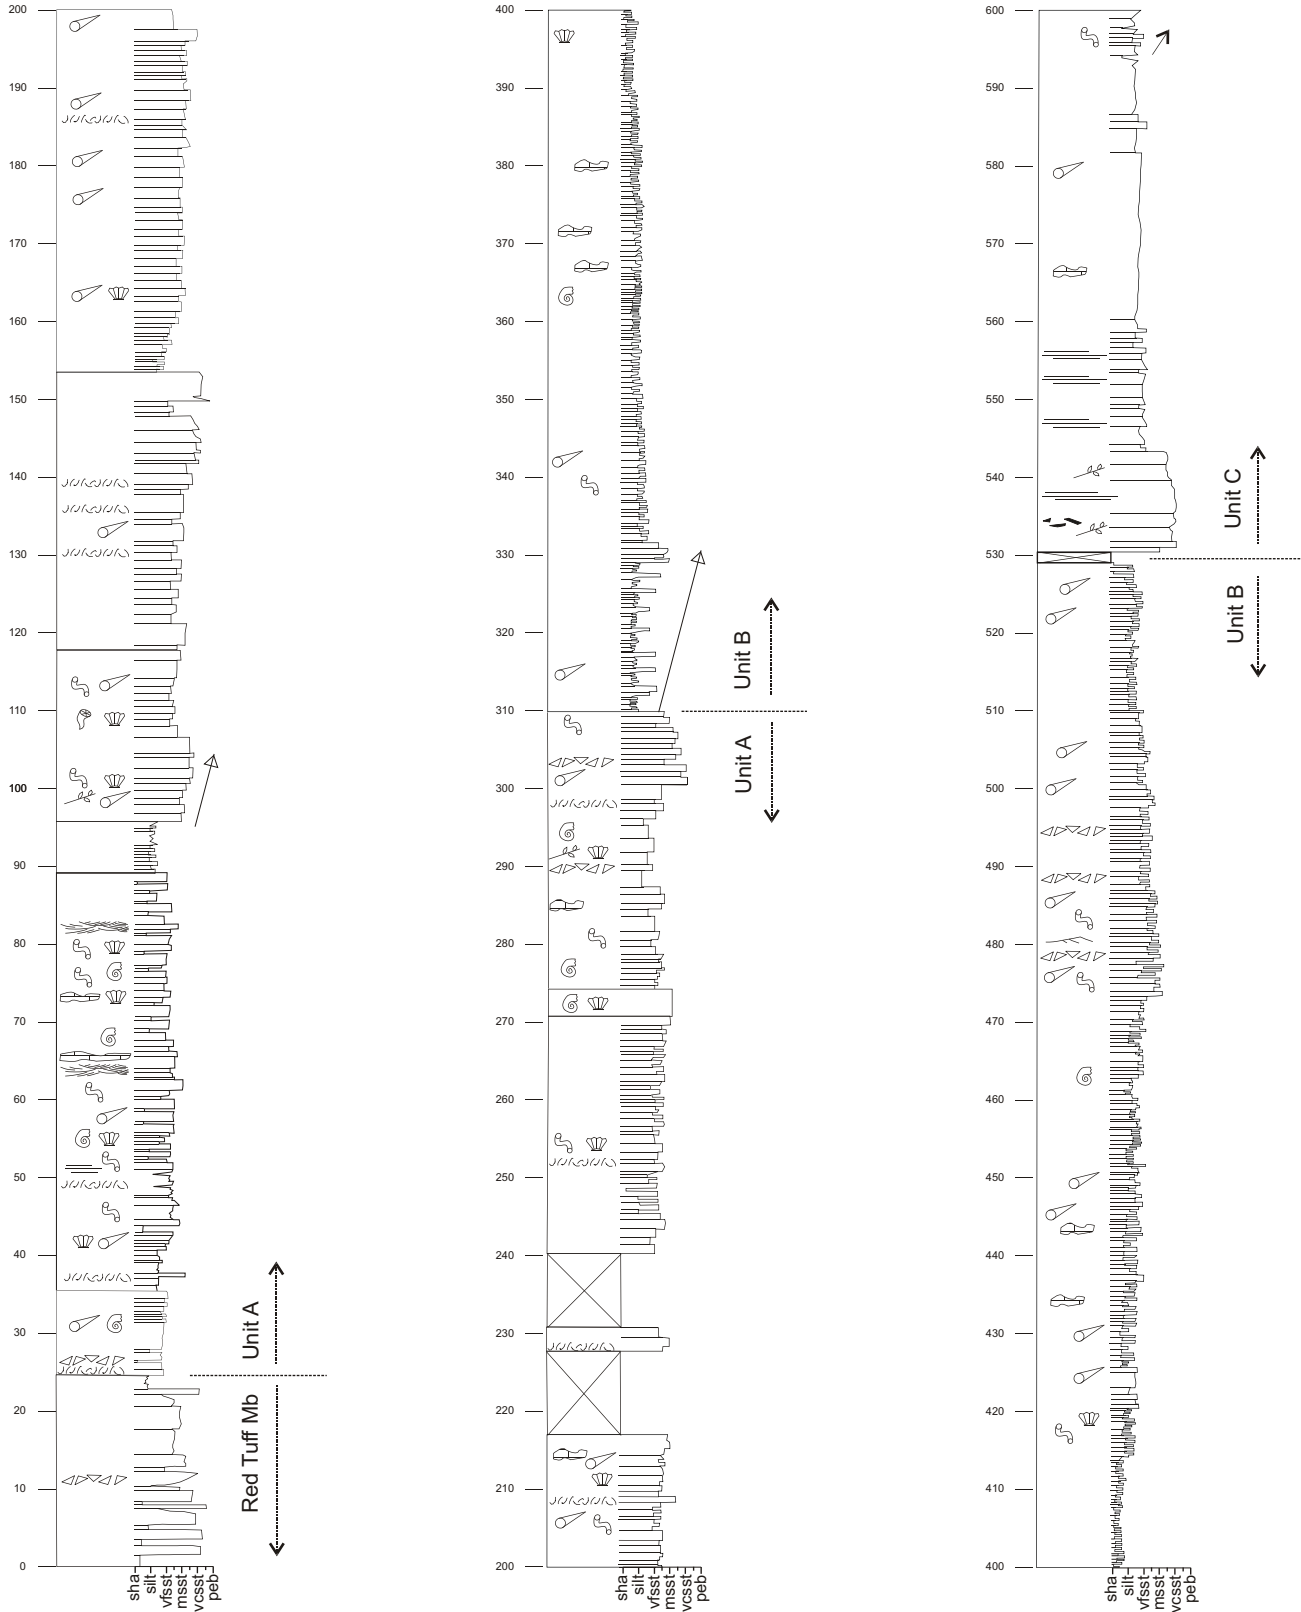 200
190
180
170
160
150
140
130
120
110
100
90
80
70
60
50
40
30
20
10
0
Unit A
Red Tuff Mb
sha
silt
vfsst
msst
vcsst
peb
400
390
380
370
360
350
340
330
320
310
300
290
280
270
260
250
240
230
220
210
200
Unit B
Unit A
sha
silt
vfsst
msst
vcsst
peb
600
590
580
570
560
550
540
530
520
510
500
490
480
470
460
450
440
430
420
410
400
Unit C
Unit B
sha
silt
vfsst
msst
vcsst
peb